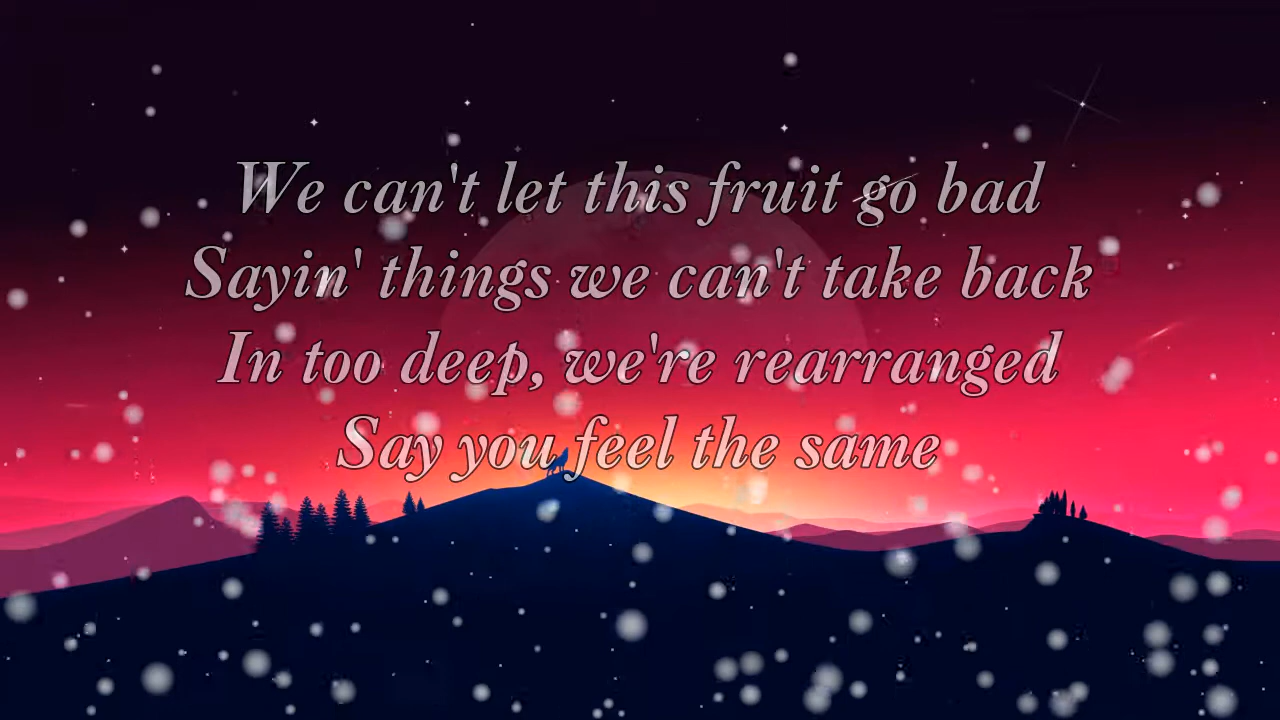 We can't let this fruit go bad
Sayin' things we can't take back
In too deep, we're rearranged
Say you feel the same